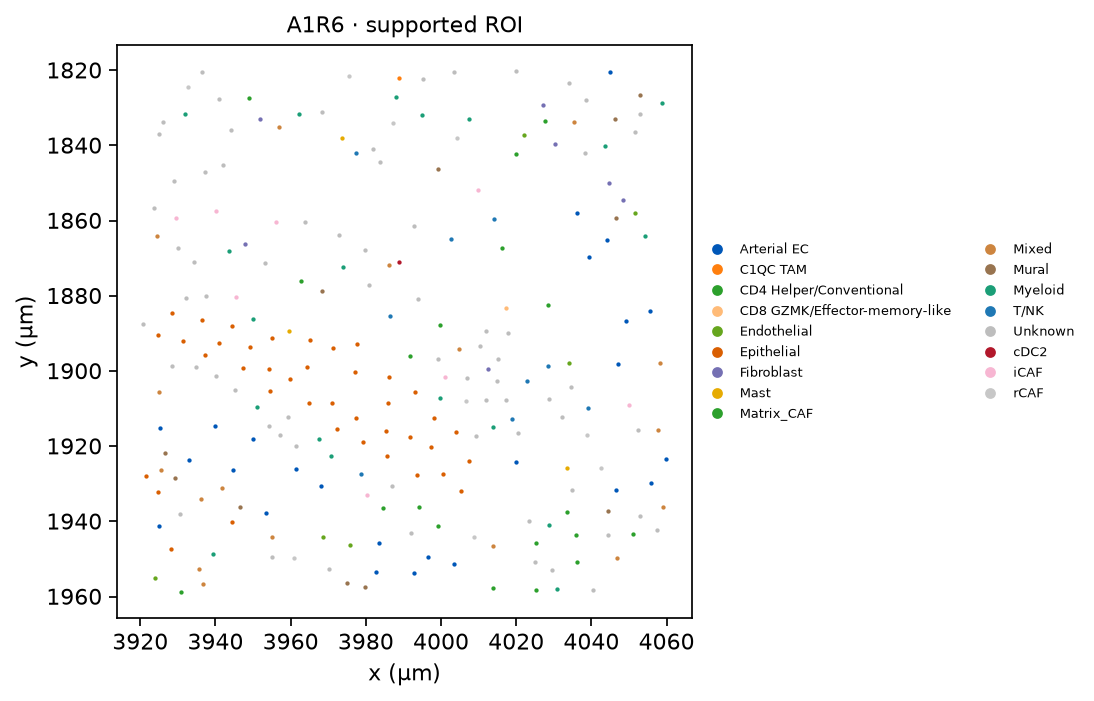 A1R6 · supported ROI
y (µm)
1820
1840
1860
1880
1900
1920
1940
1960
3920 3940 3960 3980 4000 4020 4040 4060
x (µm)
Arterial EC
C1QC TAM
CD4 Helper/Conventional
CD8 GZMK/Effector-memory-like
Endothelial
Epithelial
Fibroblast
Mast
Matrix_CAF
Mixed
Mural
Myeloid
T/NK
Unknown
cDC2
iCAF
rCAF